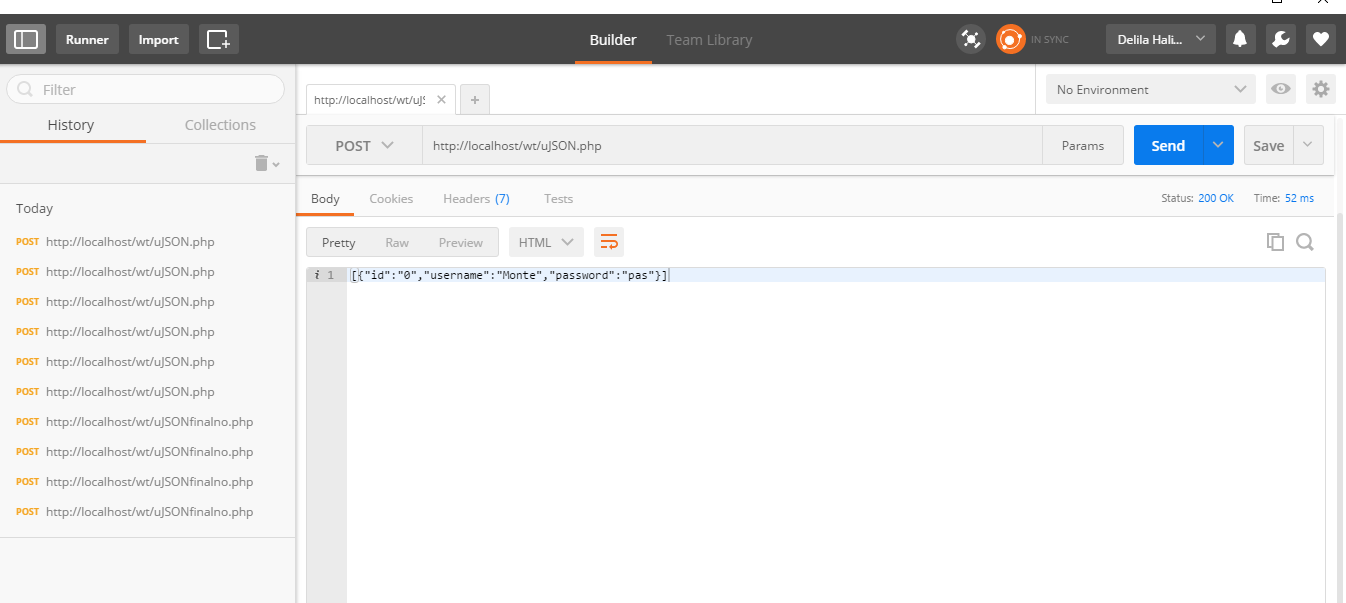 Runner Import Builder Team Library IN SYNC Delila Hali...
Filter
History Collections
Today
POST http://localhost/wt/uJSON.php
POST http://localhost/wt/uJSON.php
POST http://localhost/wt/uJSON.php
POST http://localhost/wt/uJSON.php
POST http://localhost/wt/uJSON.php
POST http://localhost/wt/uJSON.php
POST http://localhost/wt/uJSONfinalno.php
POST http://localhost/wt/uJSONfinalno.php
POST http://localhost/wt/uJSONfinalno.php
POST http://localhost/wt/uJSONfinalno.php
http://localhost/wt/uJS + No Environment
POST http://localhost/wt/uJSON.php Params Send Save
Body Cookies Headers (7) Tests Status: 200 OK Time: 52 ms
Pretty Raw Preview HTML
i 1 [{"id":"0","username":"Monte","password":"pas"}]